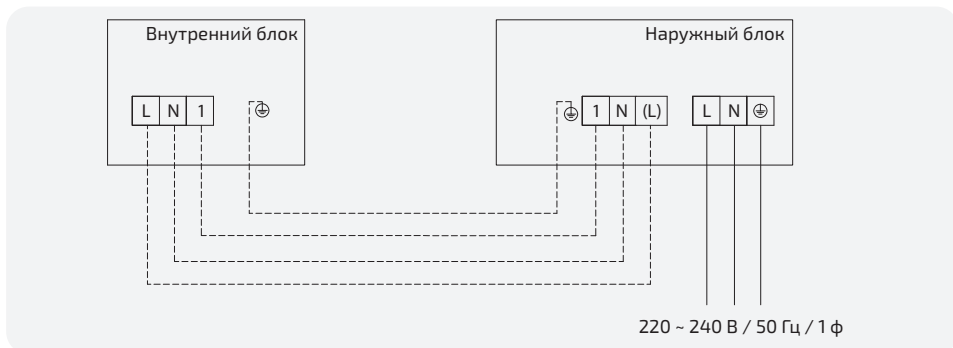 Внутренний блок
Наружный блок
L N 1
1 N (L)
L N
220 ~ 240 В / 50 Гц / 1 ф